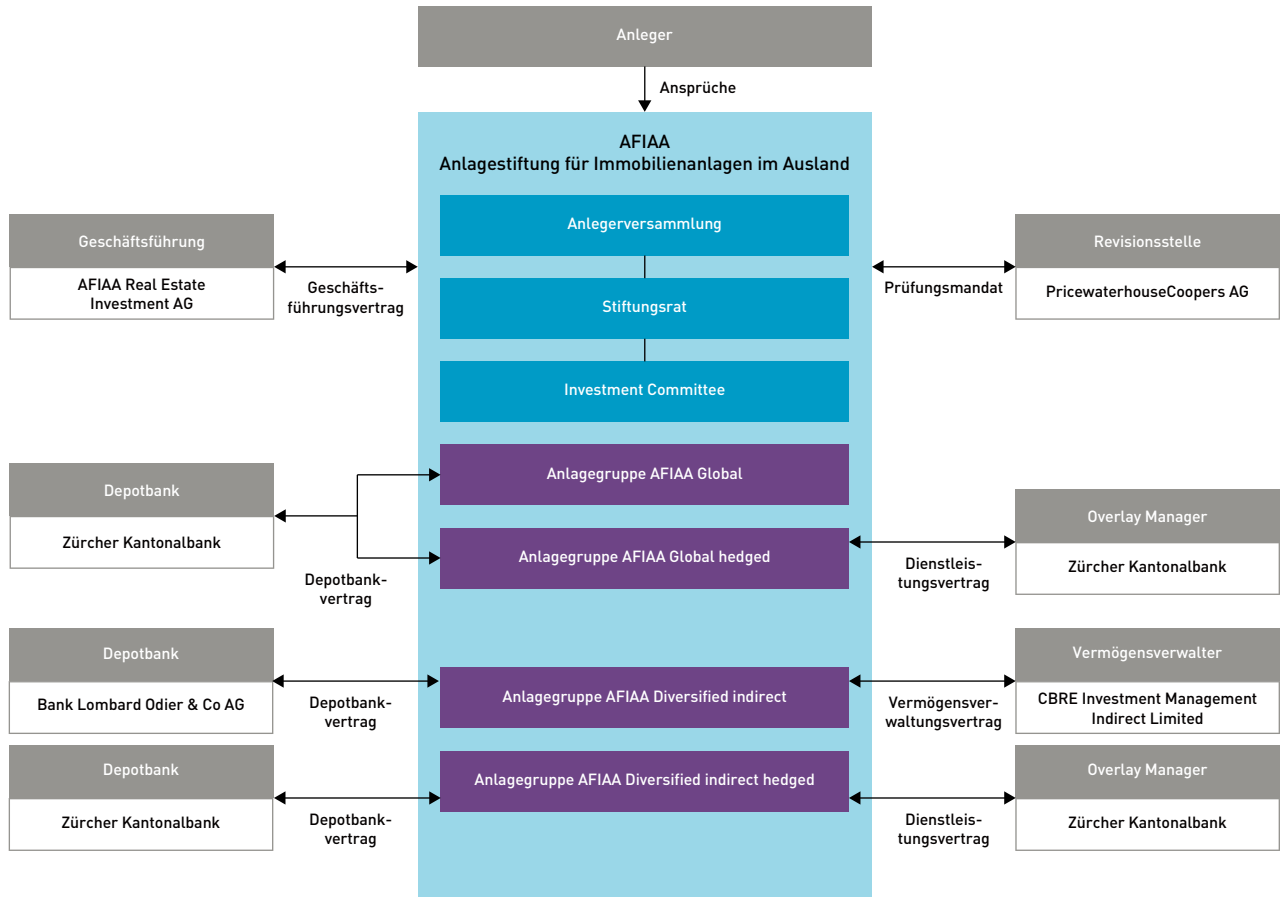 Anleger
Ansprüche
AFIAA
Anlagestiftung für Immobilienanlagen im Ausland
Anlegerversammlung
Geschäftsführung
AFIAA Real Estate
Investment AG
Geschäfts-
führungsvertrag
Stiftungsrat
Prüfungsmandat
Revisionsstelle
PricewaterhouseCoopers AG
Investment Committee
Depotbank
Zürcher Kantonalbank
Depotbank-
vertrag
Anlagegruppe AFIAA Global
Anlagegruppe AFIAA Global hedged
Dienstleis-
tungsvertrag
Overlay Manager
Zürcher Kantonalbank
Depotbank
Bank Lombard Odier & Co AG
Depotbank-
vertrag
Anlagegruppe AFIAA Diversified indirect
Vermögensver-
waltungsvertrag
Vermögensverwalter
CBRE Investment Management
Indirect Limited
Depotbank
Zürcher Kantonalbank
Depotbank-
vertrag
Anlagegruppe AFIAA Diversified indirect hedged
Dienstleis-
tungsvertrag
Overlay Manager
Zürcher Kantonalbank